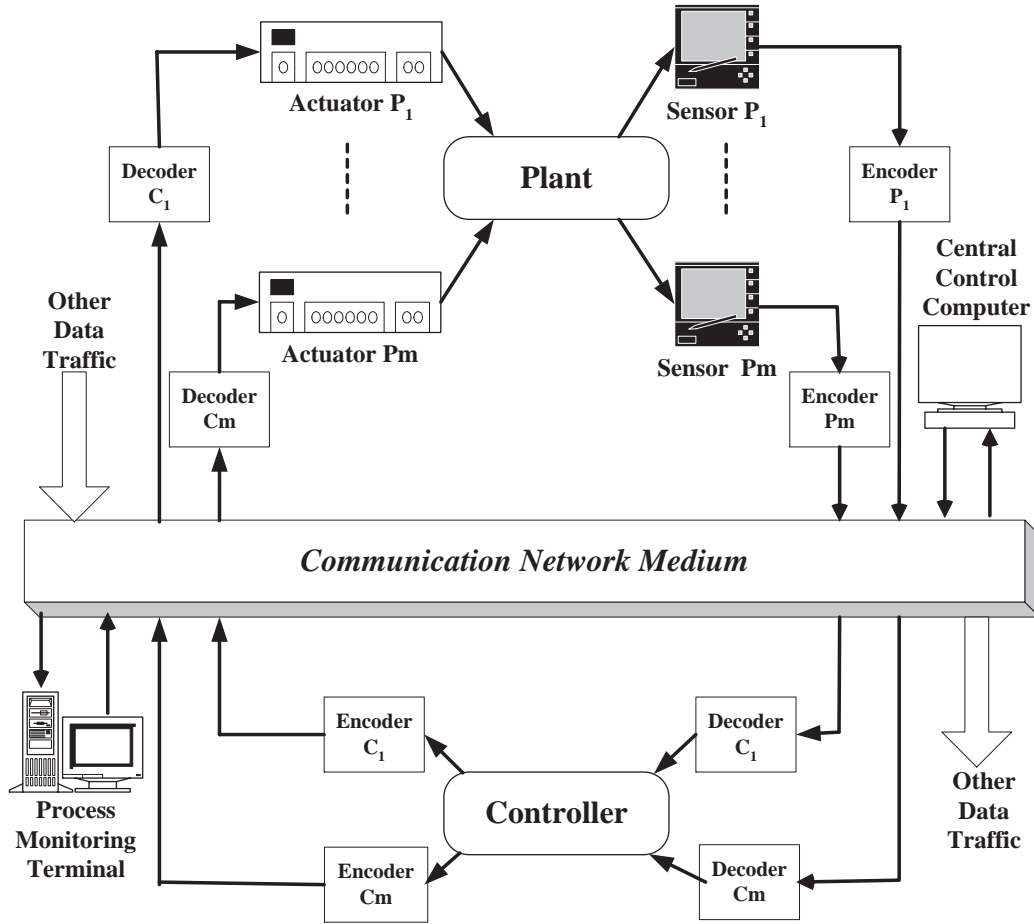 Actuator P1
Sensor P1
Decoder
C1
Plant
Encoder
P1
Central
Control
Computer
Other
Data
Traffic
Actuator Pm
Sensor Pm
Decoder
Cm
Encoder
Pm
Communication Network Medium
Encoder
C1
Decoder
C1
Process
Monitoring
Terminal
Controller
Other
Data
Traffic
Encoder
Cm
Decoder
Cm